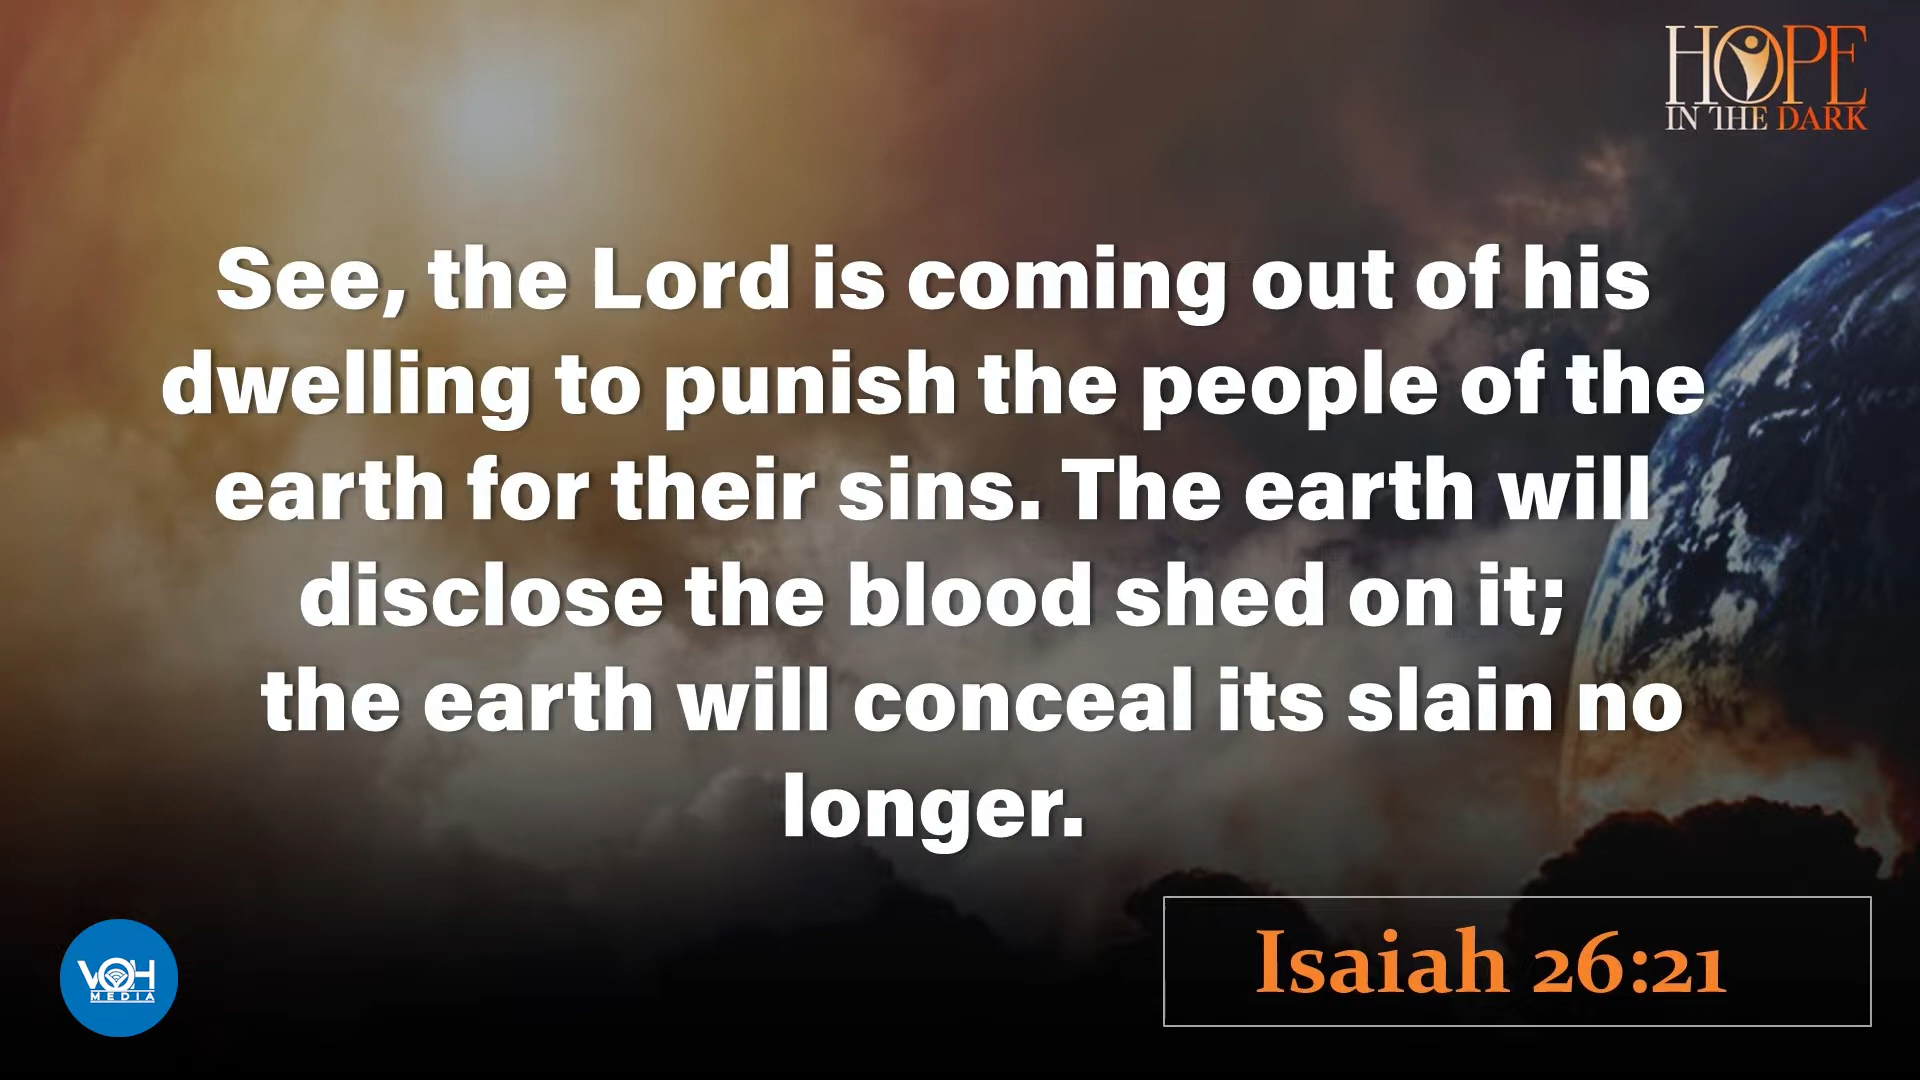 HOPE
IN THE DARK
See, the Lord is coming out of his
dwelling to punish the people of the
earth for their sins. The earth will
disclose the blood shed on it;
the earth will conceal its slain no
longer.
Isaiah 26:21
VOH
MEDIA